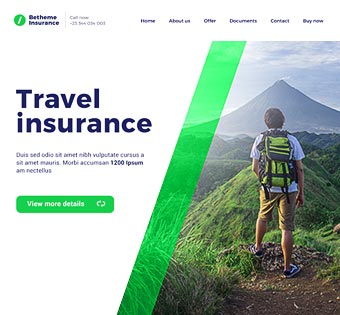 Betheme
Insurance
Call now
+23 344 034 003
Home
About us
Offer
Documents
Contact
Buy now
Travel
insurance
Duis sed odio sit amet nibh vulputate cursus a
sit amet mauris. Morbi accumsan 1200 Ipsum
am nectellus
View more details